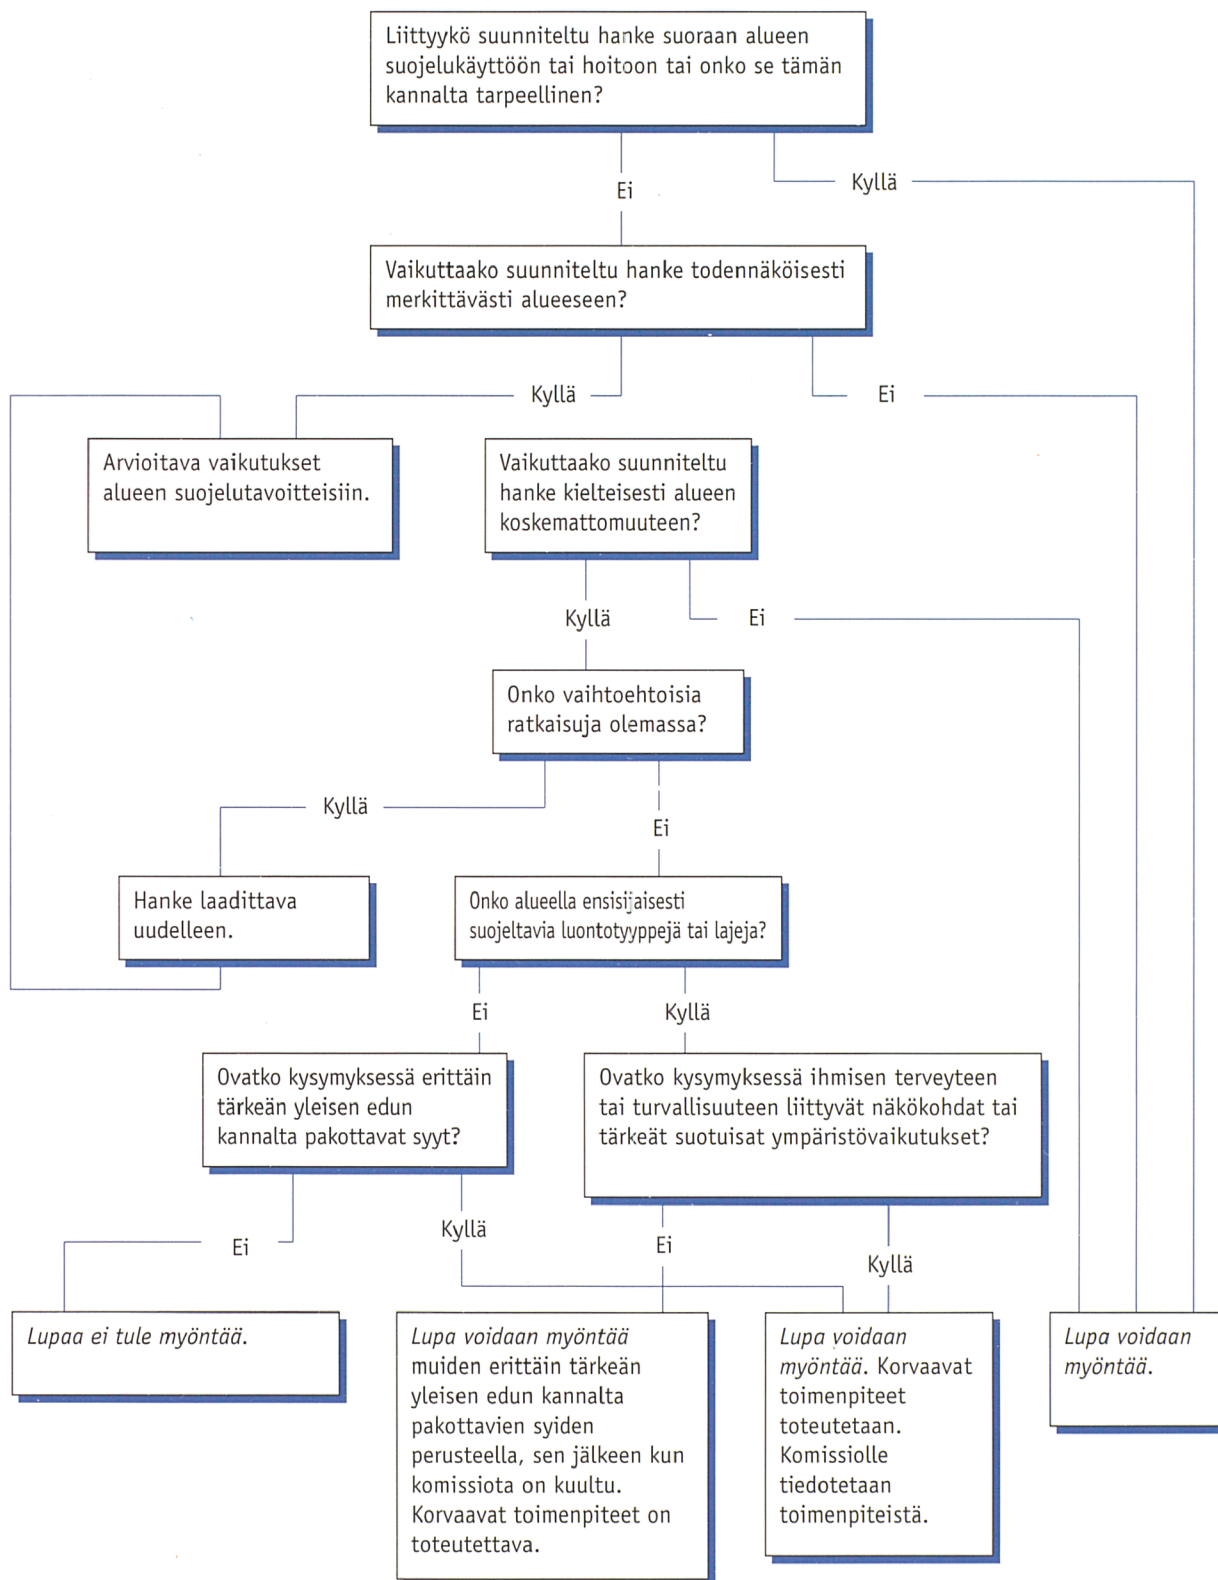 Liittyykö suunniteltu hanke suoraan alueen
suojelukäyttöön tai hoitoon tai onko se tämän
kannalta tarpeellinen?
Ei
Kyllä
Vaikuttaako suunniteltu hanke todennäköisesti
merkittävästi alueeseen?
Kyllä
Ei
Arvioitava vaikutukset
alueen suojelutavoitteisiin.
Vaikuttaako suunniteltu
hanke kielteisesti alueen
koskemattomuuteen?
Kyllä
Ei
Onko vaihtoehtoisia
ratkaisuja olemassa?
Kyllä
Ei
Hanke laadittava
uudelleen.
Onko alueella ensisijaisesti
suojeltavia luontotyyppejä tai lajeja?
Ei
Kyllä
Ovatko kysymyksessä erittäin
tärkeän yleisen edun
kannalta pakottavat syyt?
Ovatko kysymyksessä ihmisen terveyteen
tai turvallisuuteen liittyvät näkökohdat tai
tärkeät suotuisat ympäristövaikutukset?
Ei
Kyllä
Ei
Kyllä
Lupaa ei tule myöntää.
Lupa voidaan myöntää
muiden erittäin tärkeän
yleisen edun kannalta
pakottavien syiden
perusteella, sen jälkeen kun
komissiota on kuultu.
Korvaavat toimenpiteet on
toteutettava.
Lupa voidaan
myöntää. Korvaavat
toimenpiteet
toteutetaan.
Komissiolle
tiedotetaan
toimenpiteistä.
Lupa voidaan
myöntää.